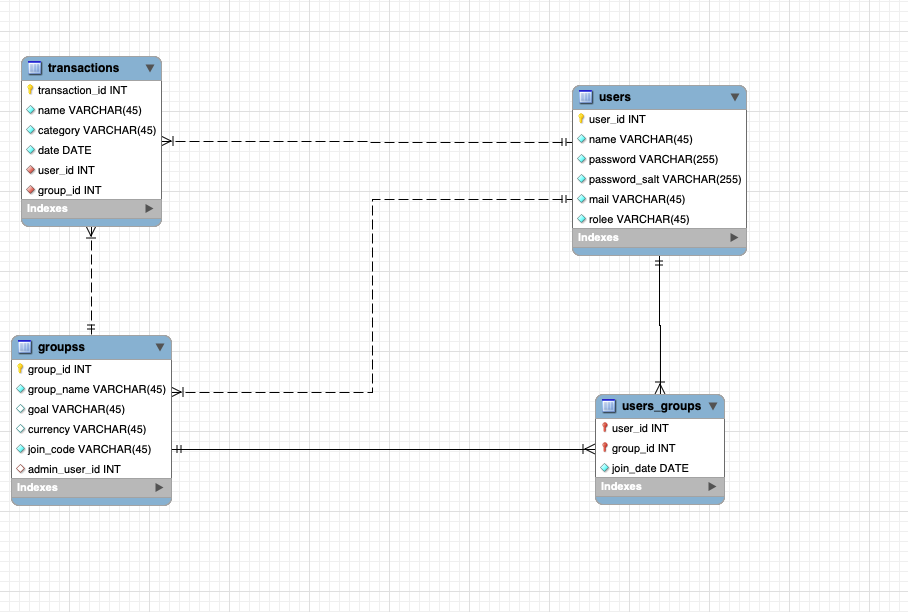 transactions
transaction_id INT
name VARCHAR(45)
category VARCHAR(45)
date DATE
user_id INT
group_id INT
Indexes
users
user_id INT
name VARCHAR(45)
password VARCHAR(255)
password_salt VARCHAR(255)
mail VARCHAR(45)
rolee VARCHAR(45)
Indexes
groupss
group_id INT
group_name VARCHAR(45)
goal VARCHAR(45)
currency VARCHAR(45)
join_code VARCHAR(45)
admin_user_id INT
Indexes
users_groups
user_id INT
group_id INT
join_date DATE
Indexes